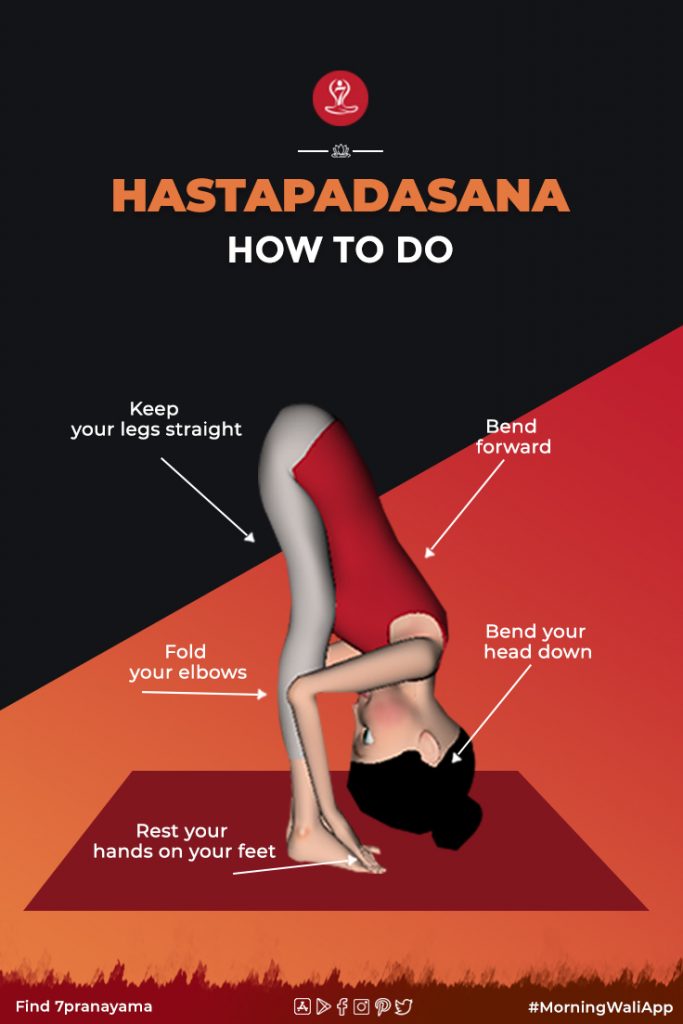 HASTAPADASANA
HOW TO DO
Keep
your legs straight
Bend
forward
Fold
your elbows
Bend your
head down
Rest your
hands on your feet
Find 7pranayama
#MorningWaliApp